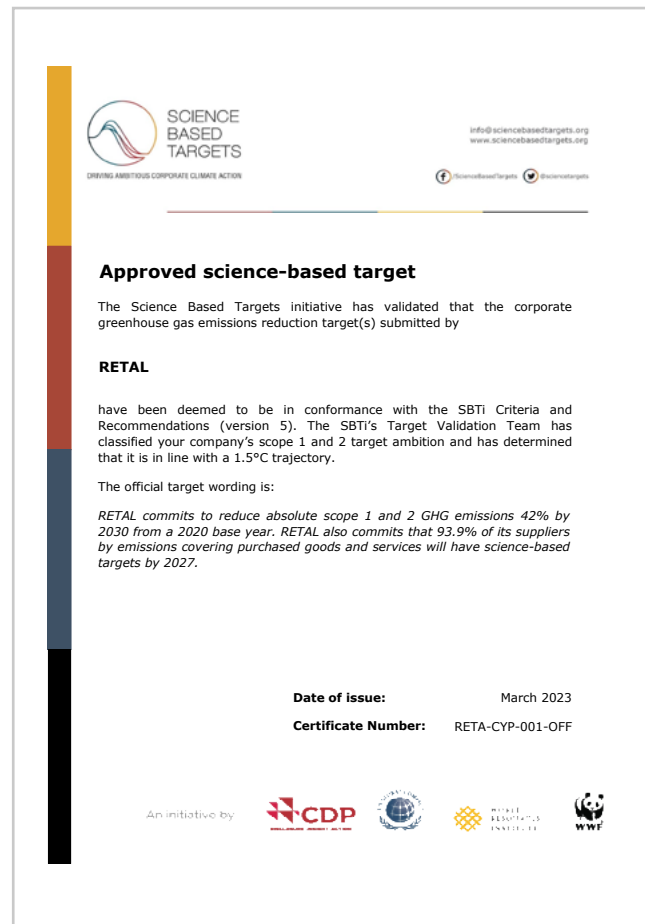 SCIENCE
BASED
TARGETS
DRIVING AMBITIOUS CORPORATE CLIMATE ACTION
info@sciencebasedtargets.org
www.sciencebasedtargets.org
/ScienceBasedTargets @sciencetargets
Approved science-based target
The Science Based Targets initiative has validated that the corporate
greenhouse gas emissions reduction target(s) submitted by
RETAL
have been deemed to be in conformance with the SBTi Criteria and
Recommendations (version 5). The SBTi's Target Validation Team has
classified your company's scope 1 and 2 target ambition and has determined
that it is in line with a 1.5°C trajectory.
The official target wording is:
RETAL commits to reduce absolute scope 1 and 2 GHG emissions 42% by
2030 from a 2020 base year. RETAL also commits that 93.9% of its suppliers
by emissions covering purchased goods and services will have science-based
targets by 2027.
Date of issue: March 2023
Certificate Number: RETA-CYP-001-OFF
An initiative by
CDP
WORLD
RESOURCES
INSTITUTE
WWF